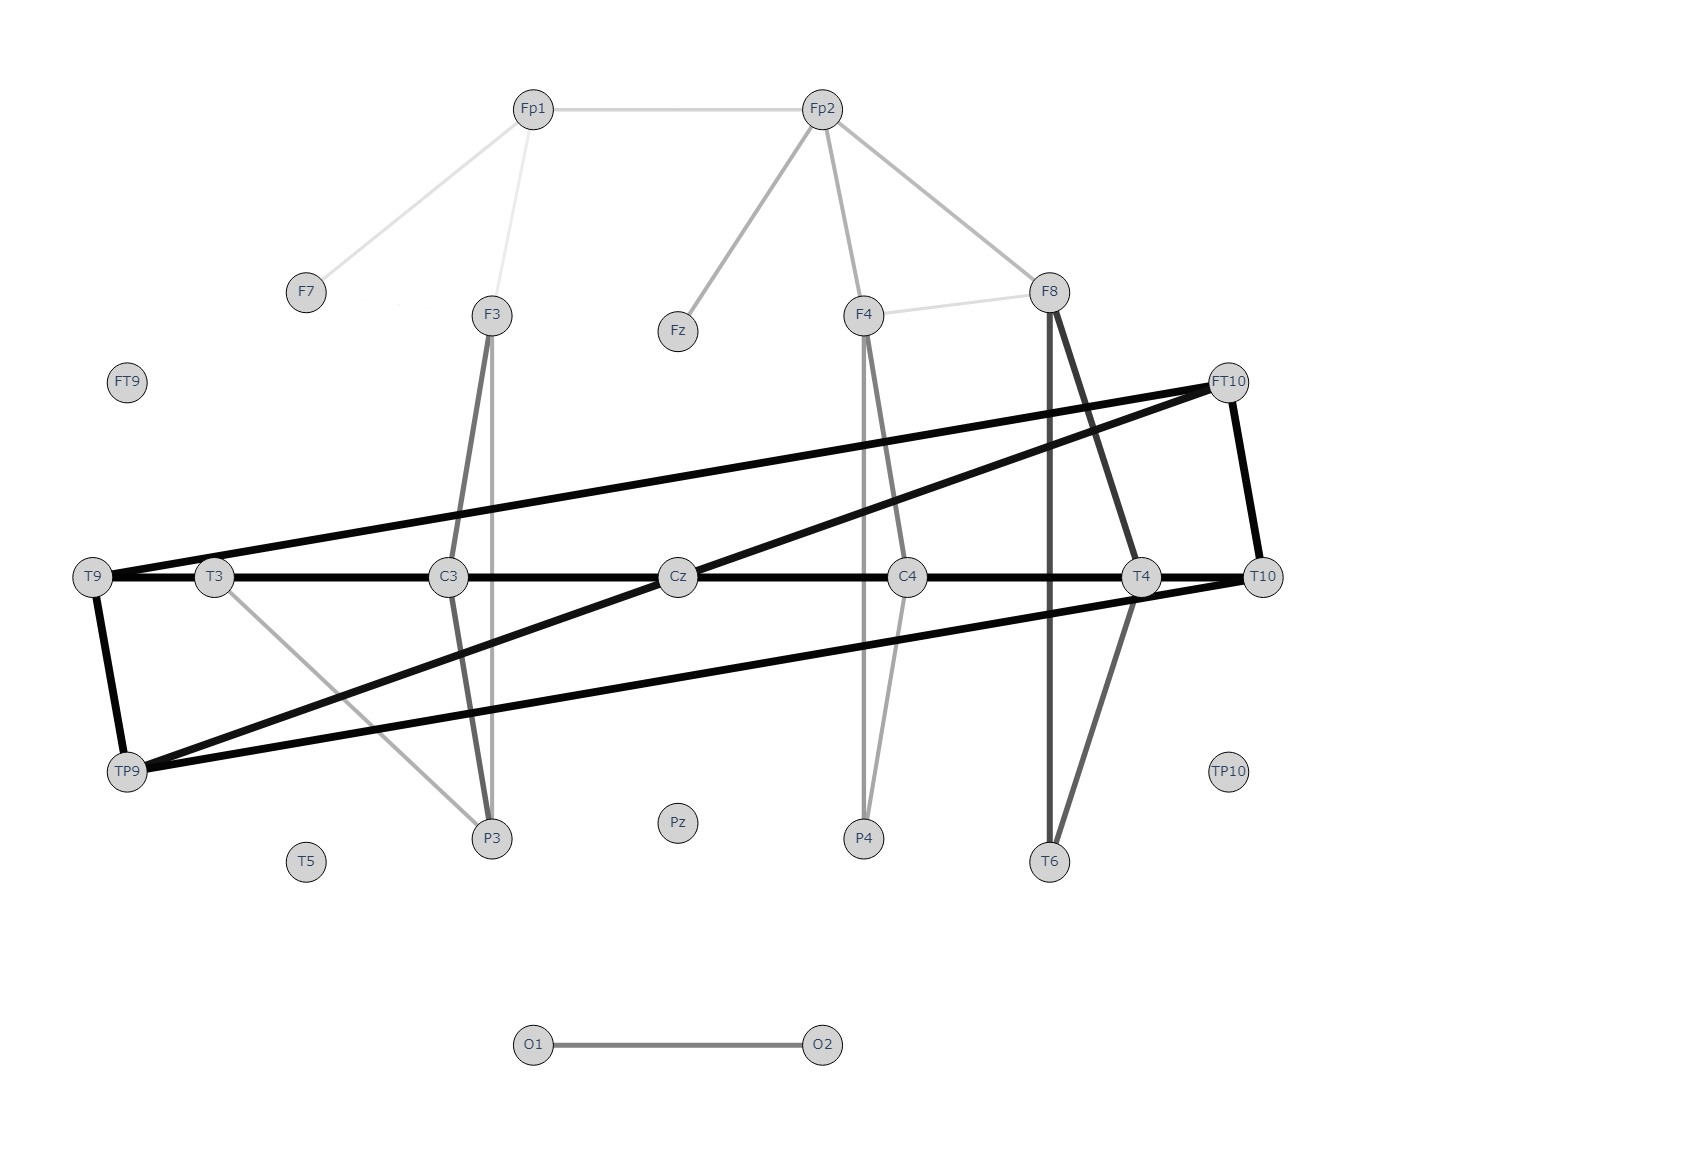 Fp1 Fp2
F7 F3 Fz F4 F8
FT9 FT10
T9 T3 C3 Cz C4 T4 T10
TP9 TP10
T5 P3 Pz P4 T6
O1 O2